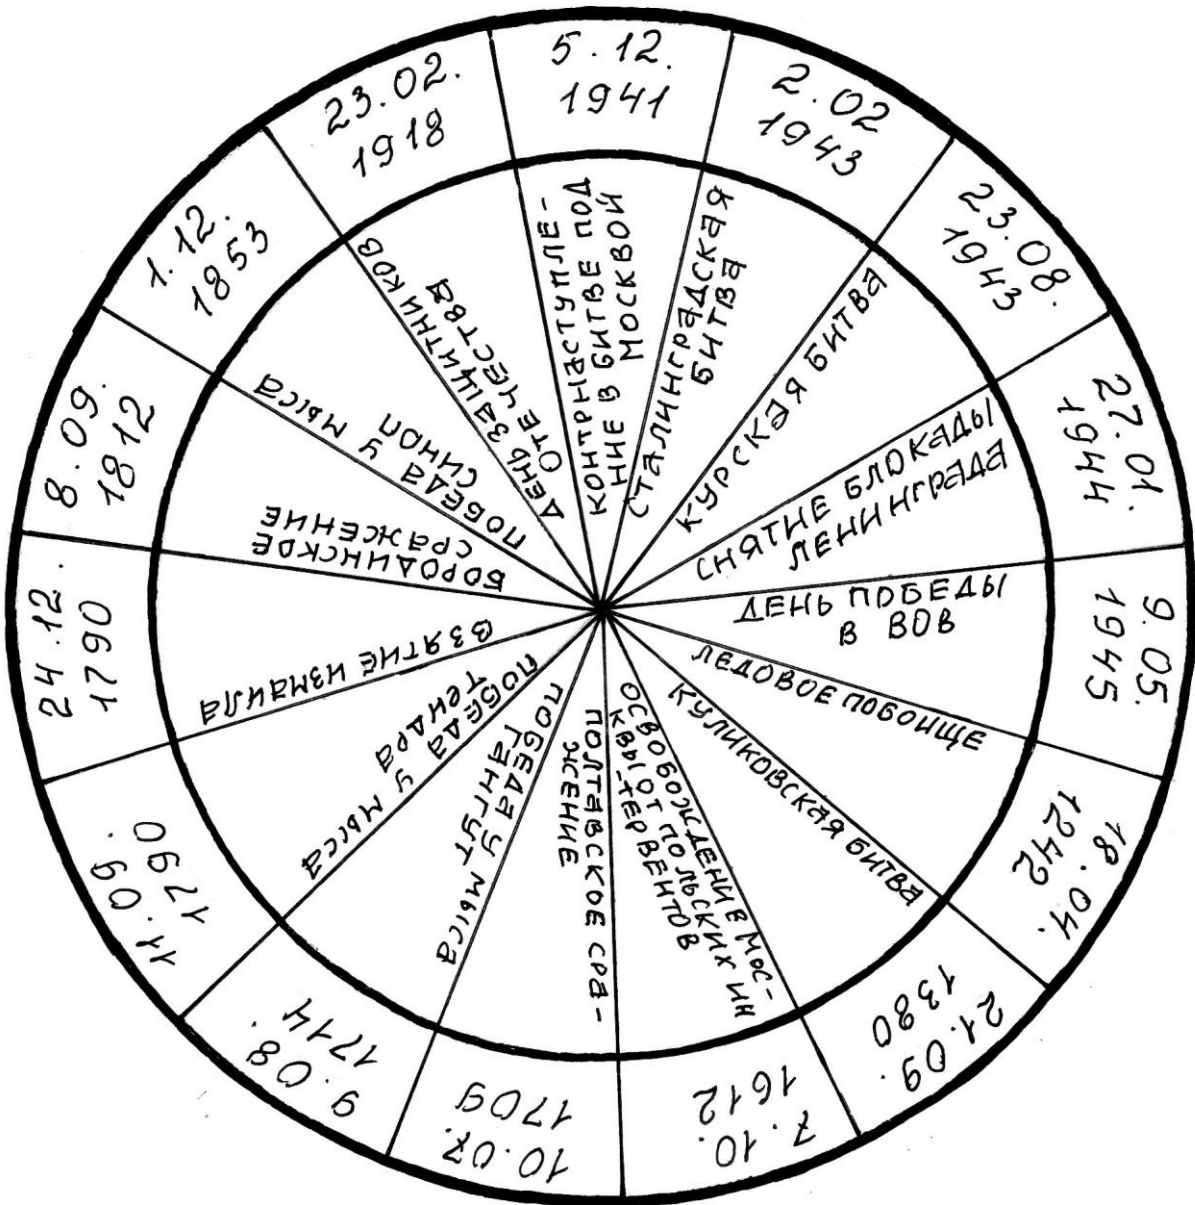 5.12.
1941
КОНТРНАСТУПЛЕ-
НИЕ В БИТВЕ ПОД
МОСКВОЙ
2.02
1943
СТАЛИНГРАДСКАЯ
БИТВА
23.08.
1943
КУРСКАЯ БИТВА
27.01.
1944
СНЯТИЕ БЛОКАДЫ
ЛЕНИНГРАДА
9.05.
1945
ДЕНЬ ПОБЕДЫ
В ВОВ
18.04.
1242
ЛЕДОВОЕ ПОБОИЩЕ
21.09.
1380
КУЛИКОВСКАЯ БИТВА
7.10.
1612
ОСВОБОЖДЕНИЕ МОС-
КВЫ ОТ ПОЛЬСКИХ ИН
-ТЕРВЕНТОВ
10.07.
1709
ПОЛТАВСКОЕ СРА-
ЖЕНИЕ
9.08.
1714
ПОБЕДА У МЫСА
ГАНГУТ
11.09.
1790
ПОБЕДА У МЫСА
ТЕНДРА
24.12.
1790
ВЗЯТИЕ ИЗМАИЛА
8.09.
1812
БОРОДИНСКОЕ
СРАЖЕНИЕ
1.12.
1853
ПОБЕДА У МЫСА
СИНОП
23.02.
1918
ДЕНЬ ЗАЩИТНИКОВ
ОТЕЧЕСТВА